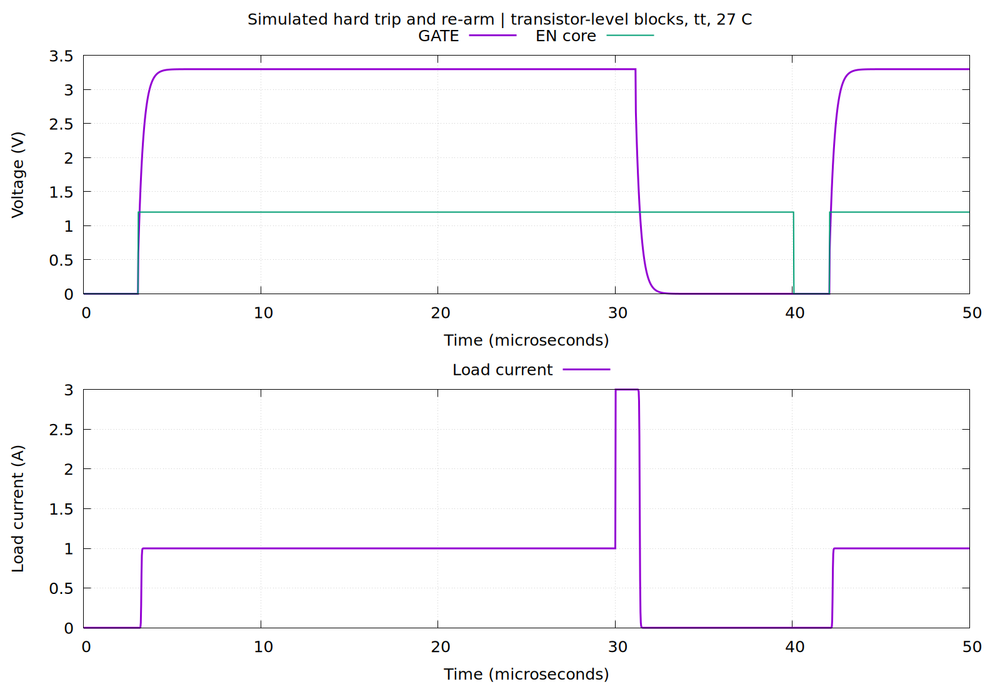 Simulated hard trip and re-arm | transistor-level blocks, tt, 27 C
GATE EN core
3.5
3
2.5
2
1.5
1
0.5
0
Voltage (V)
0 10 20 30 40 50
Time (microseconds)
Load current
3
2.5
2
1.5
1
0.5
0
Load current (A)
0 10 20 30 40 50
Time (microseconds)